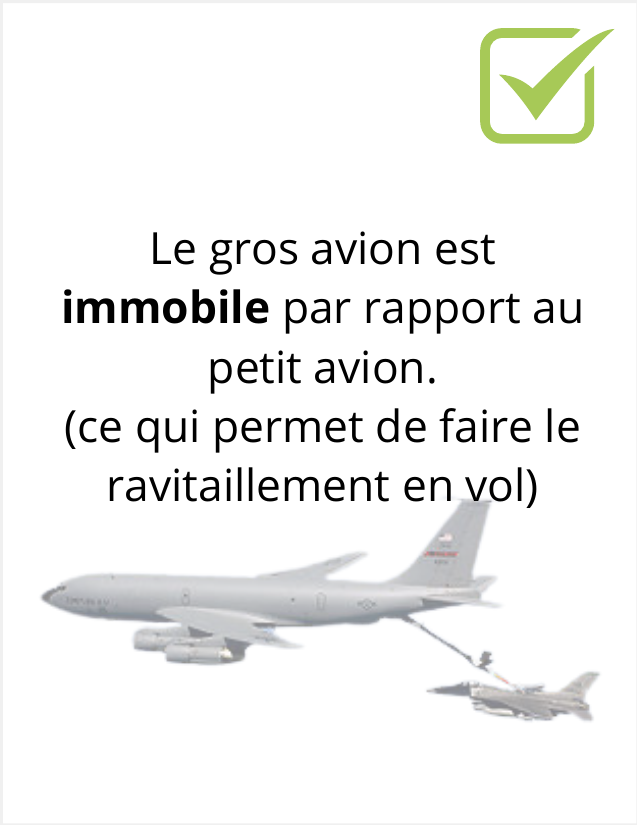 Le gros avion est
immobile par rapport au
petit avion.
(ce qui permet de faire le
ravitaillement en vol)